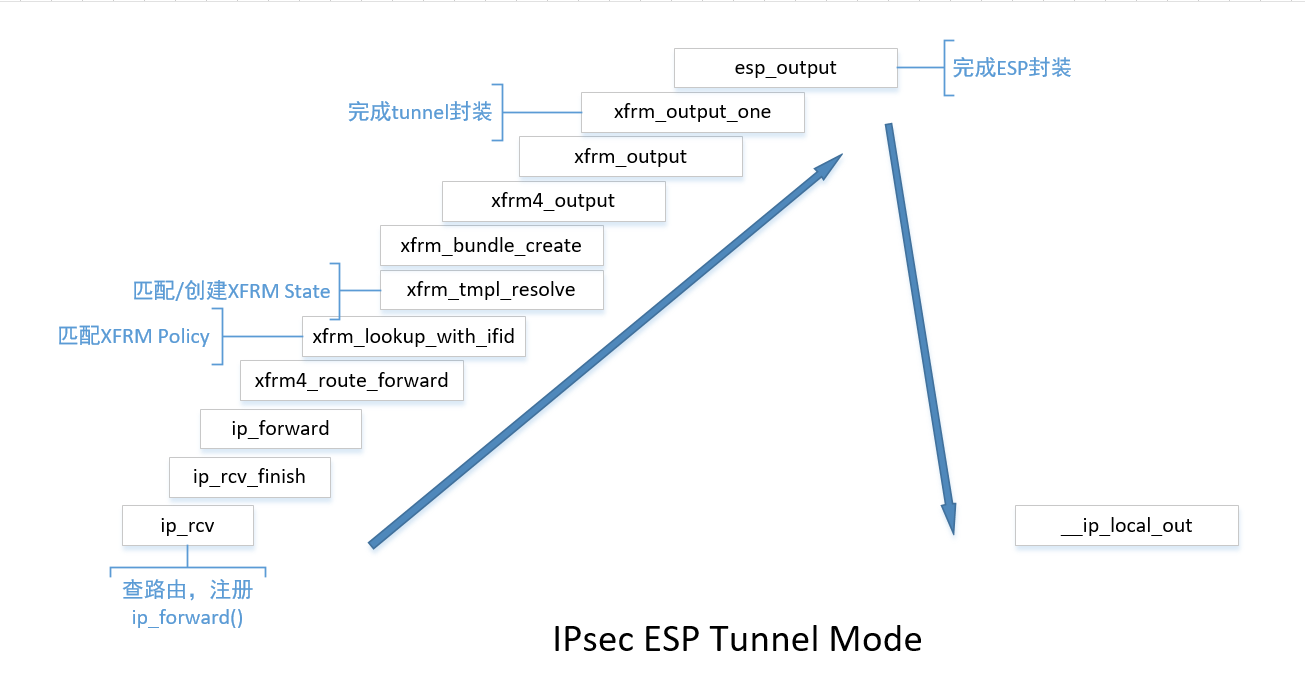 esp_output
完成ESP封装
完成tunnel封装
xfrm_output_one
xfrm_output
xfrm4_output
xfrm_bundle_create
匹配/创建XFRM State
xfrm_tmpl_resolve
匹配XFRM Policy
xfrm_lookup_with_ifid
xfrm4_route_forward
ip_forward
ip_rcv_finish
ip_rcv
__ip_local_out
查路由，注册
ip_forward()
IPsec ESP Tunnel Mode